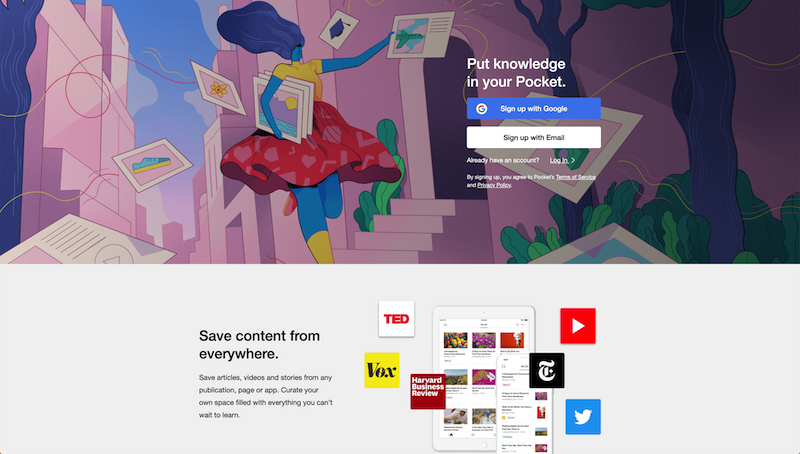 Put knowledge
in your Pocket.
Sign up with Google
Sign up with Email
Already have an account? Log In
By signing up, you agree to Pocket's Terms of Service
and Privacy Policy.
Save content from
everywhere.
Save articles, videos and stories from any
publication, page or app. Curate your
own space filled with everything you can't
wait to learn.
TED
Vox
Harvard
Business
Review